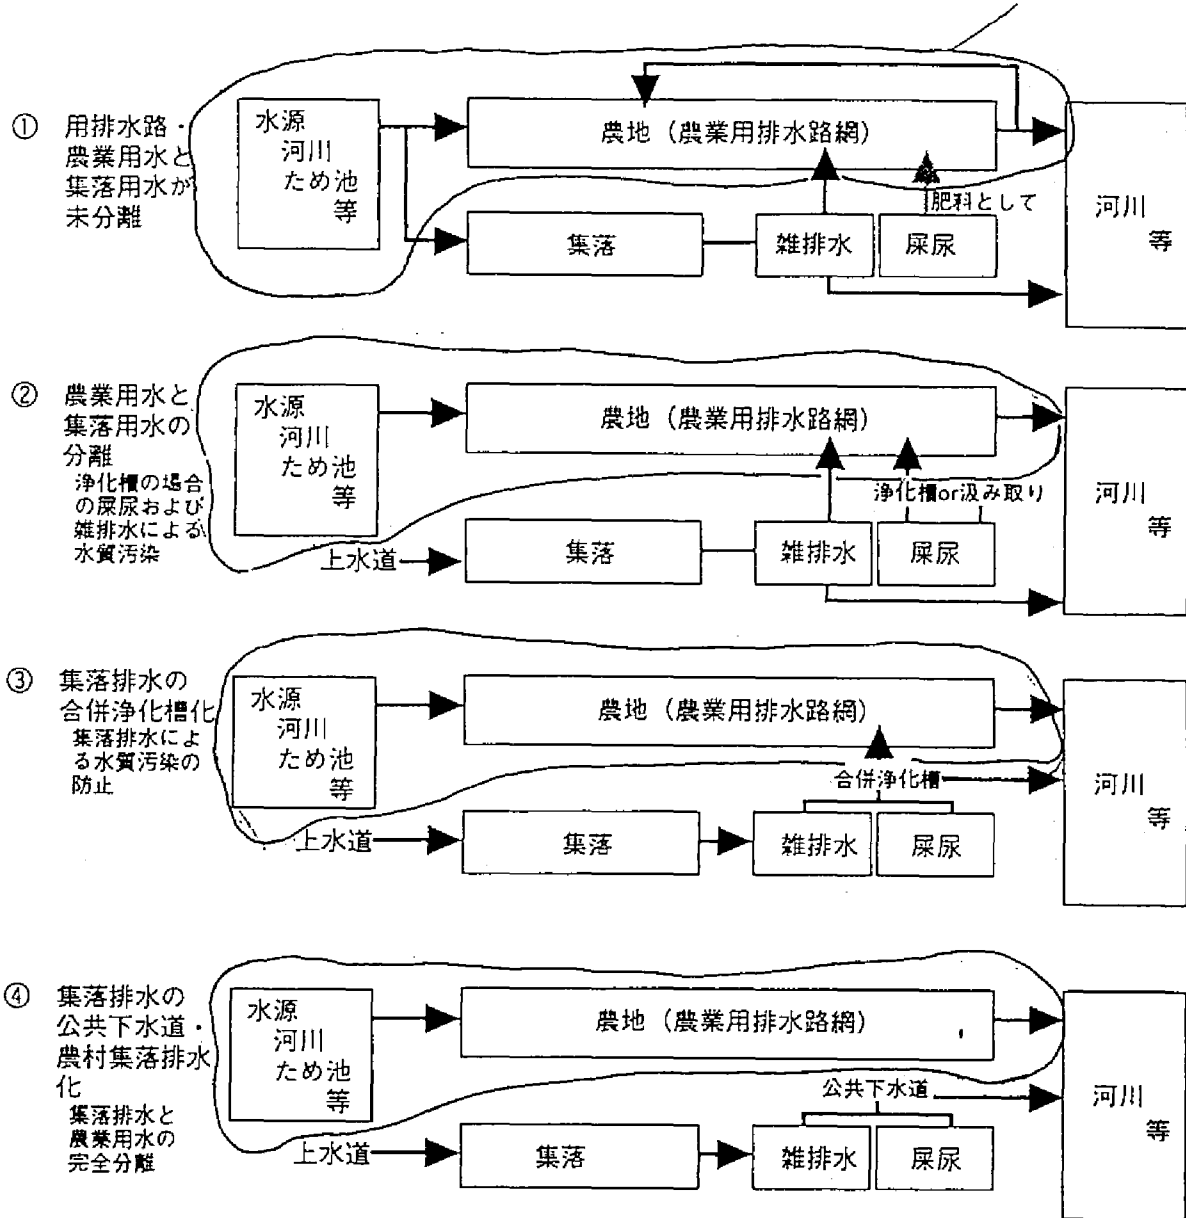 ① 用排水路・
農業用水と
集落用水が
未分離
水源
河川
ため池
等
農地（農業用排水路網）
肥料として
集落
雑排水
屎尿
河川
等
② 農業用水と
集落用水の
分離
浄化槽の場合
の屎尿および
雑排水による
水質汚染
水源
河川
ため池
等
農地（農業用排水路網）
浄化槽or汲み取り
上水道
集落
雑排水
屎尿
河川
等
③ 集落排水の
合併浄化槽化
集落排水によ
る水質汚染の
防止
水源
河川
ため池
等
農地（農業用排水路網）
合併浄化槽
上水道
集落
雑排水
屎尿
河川
等
④ 集落排水の
公共下水道・
農村集落排水
化
集落排水と
農業用水の
完全分離
水源
河川
ため池
等
農地（農業用排水路網）
公共下水道
上水道
集落
雑排水
屎尿
河川
等